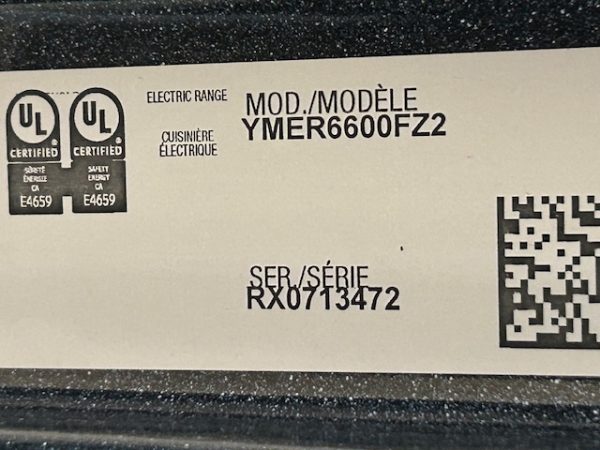 ELECTRIC RANGE
CUISINIÈRE
ÉLECTRIQUE
MOD./MODÈLE
YMER6600FZ2
UL UL
CERTIFIED CERTIFIED
SÛRETÉ SAFETY
ÉNERGIE ENERGY
CA CA
E4659 E4659
SER./SÉRIE
RX0713472